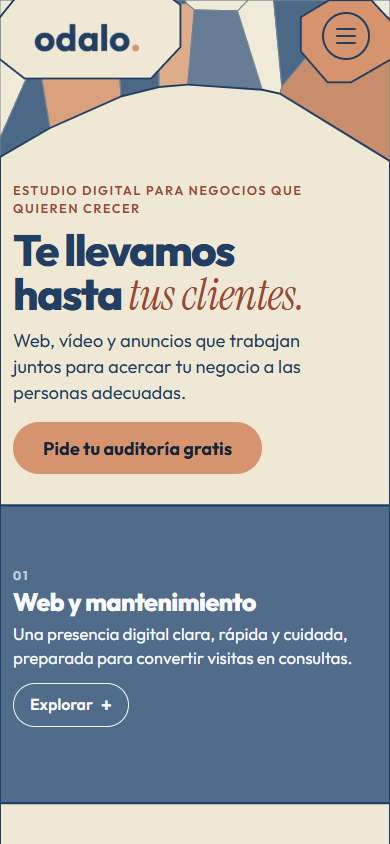 odalo.
ESTUDIO DIGITAL PARA NEGOCIOS QUE
QUIEREN CRECER
Te llevamos
hasta tus clientes.
Web, vídeo y anuncios que trabajan
juntos para acercar tu negocio a las
personas adecuadas.
Pide tu auditoría gratis
01
Web y mantenimiento
Una presencia digital clara, rápida y cuidada,
preparada para convertir visitas en consultas.
Explorar +